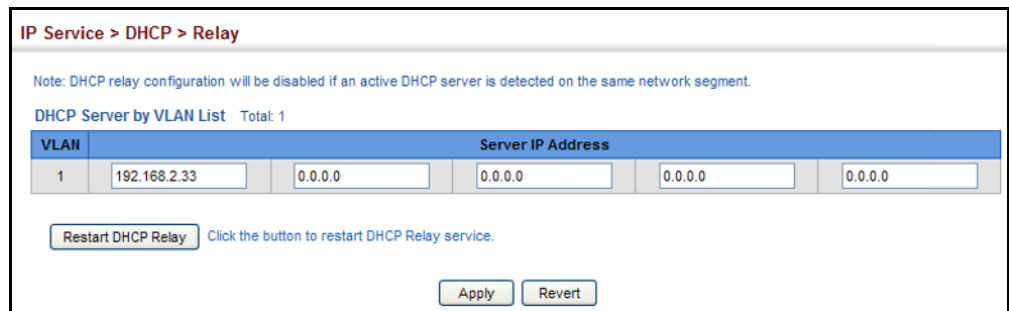 IP Service > DHCP > Relay
Note: DHCP relay configuration will be disabled if an active DHCP server is detected on the same network segment.
DHCP Server by VLAN List Total: 1
VLAN Server IP Address
1 192.168.2.33 0.0.0.0 0.0.0.0 0.0.0.0 0.0.0.0
Restart DHCP Relay Click the button to restart DHCP Relay service.
Apply Revert